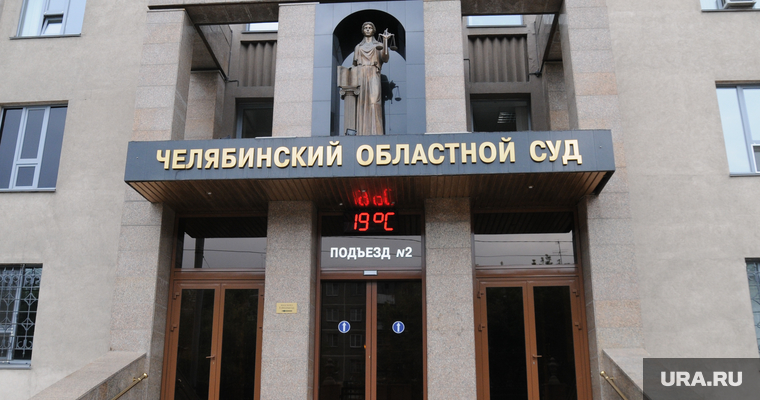 ЧЕЛЯБИНСКИЙ ОБЛАСТНОЙ СУД
19°C
ПОДЪЕЗД №2
URA.RU